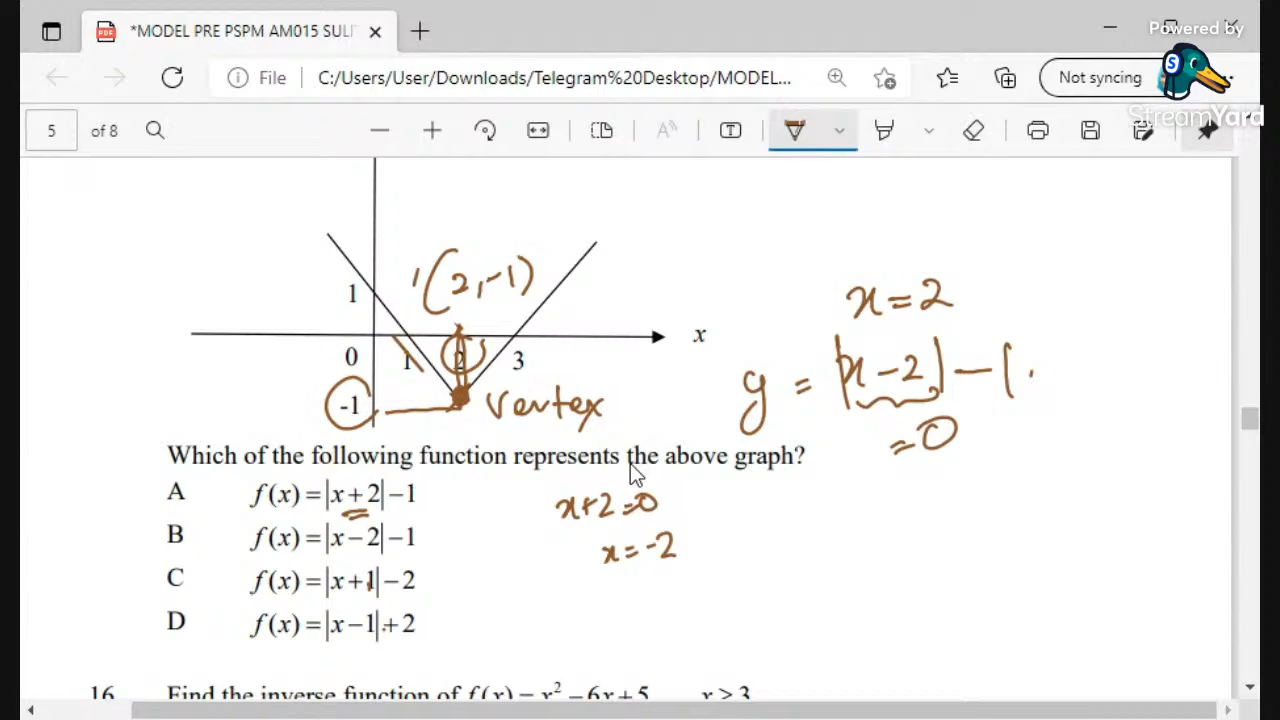 *MODEL PRE PSPM AM015 SULI
Powered by
File
C:/Users/User/Downloads/Telegram%20Desktop/MODEL...
Not syncing
S
StreamYard
5
of 8
1
(2,-1)
x=2
x
0
1
2
3
-1
vertex
y = |x-2| - 1
=0
Which of the following function represents the above graph?
A f(x) = |x+2| -1
x+2=0
B f(x) = |x-2| -1
x=-2
C f(x) = |x+1| -2
D f(x) = |x-1| +2
16 Find the inverse function of f(x) = x² - 6x + 5, x ≥ 3